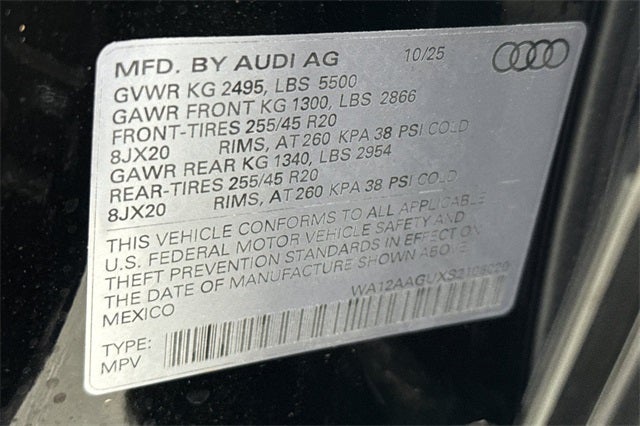 MFD. BY AUDI AG 10/25
GVWR KG 2495, LBS 5500
GAWR FRONT KG 1300, LBS 2866
FRONT-TIRES 255/45 R20
8JX20 RIMS, AT 260 KPA 38 PSI COLD
GAWR REAR KG 1340, LBS 2954
REAR-TIRES 255/45 R20
8JX20 RIMS, AT 260 KPA 38 PSI COLD
THIS VEHICLE CONFORMS TO ALL APPLICABLE
U.S. FEDERAL MOTOR VEHICLE SAFETY AND
THEFT PREVENTION STANDARDS IN EFFECT ON
THE DATE OF MANUFACTURE SHOWN ABOVE.
MEXICO
TYPE:
MPV